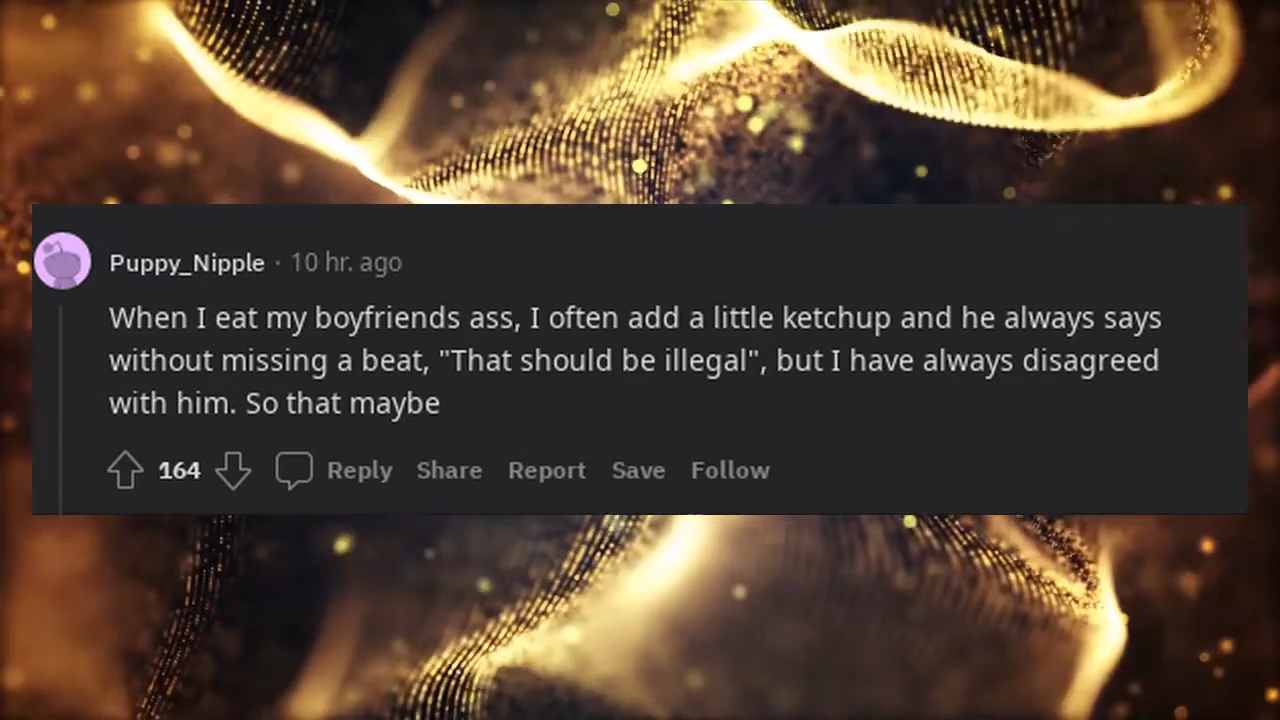 Puppy_Nipple · 10 hr. ago
When I eat my boyfriends ass, I often add a little ketchup and he always says
without missing a beat, "That should be illegal", but I have always disagreed
with him. So that maybe
164 Reply Share Report Save Follow